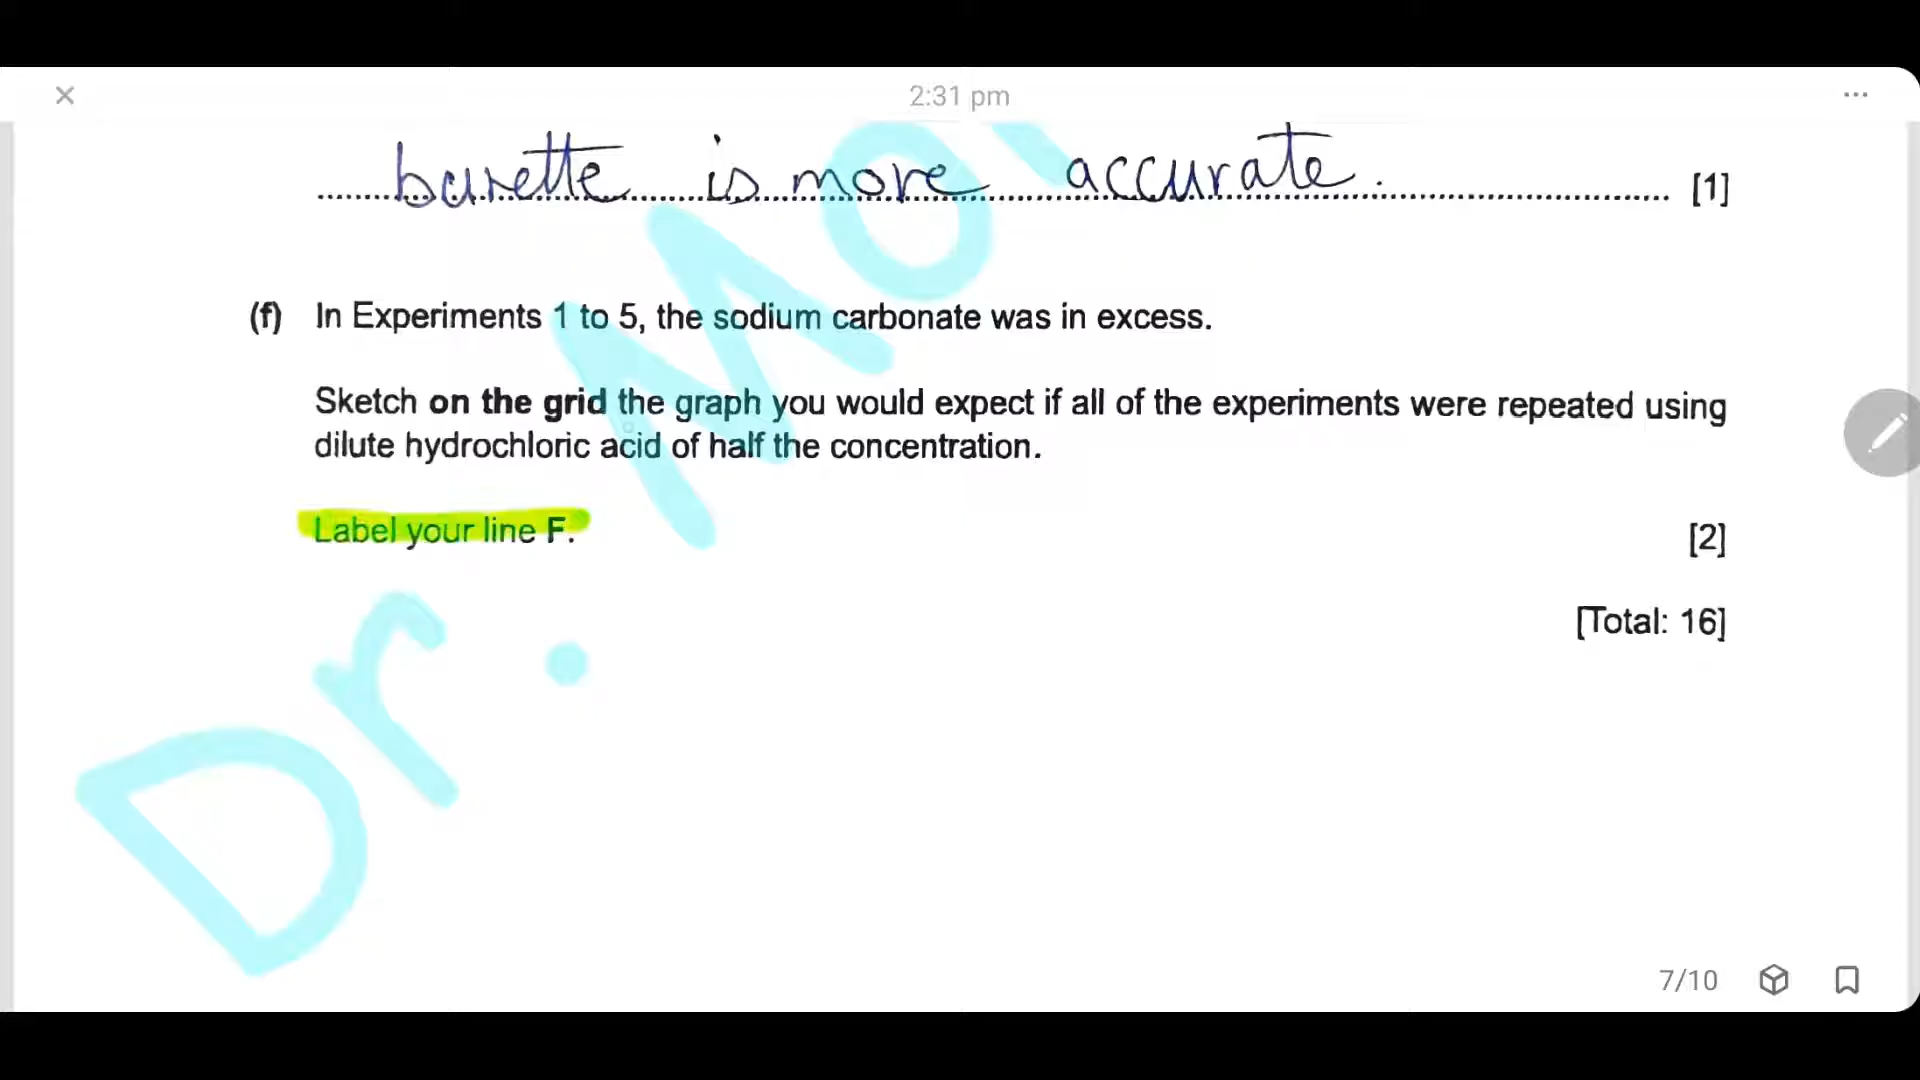 2:31 pm
burette is more accurate. [1]
(f) In Experiments 1 to 5, the sodium carbonate was in excess.
Sketch on the grid the graph you would expect if all of the experiments were repeated using
dilute hydrochloric acid of half the concentration.
Label your line F. [2]
[Total: 16]
Dr. Mo
7/10